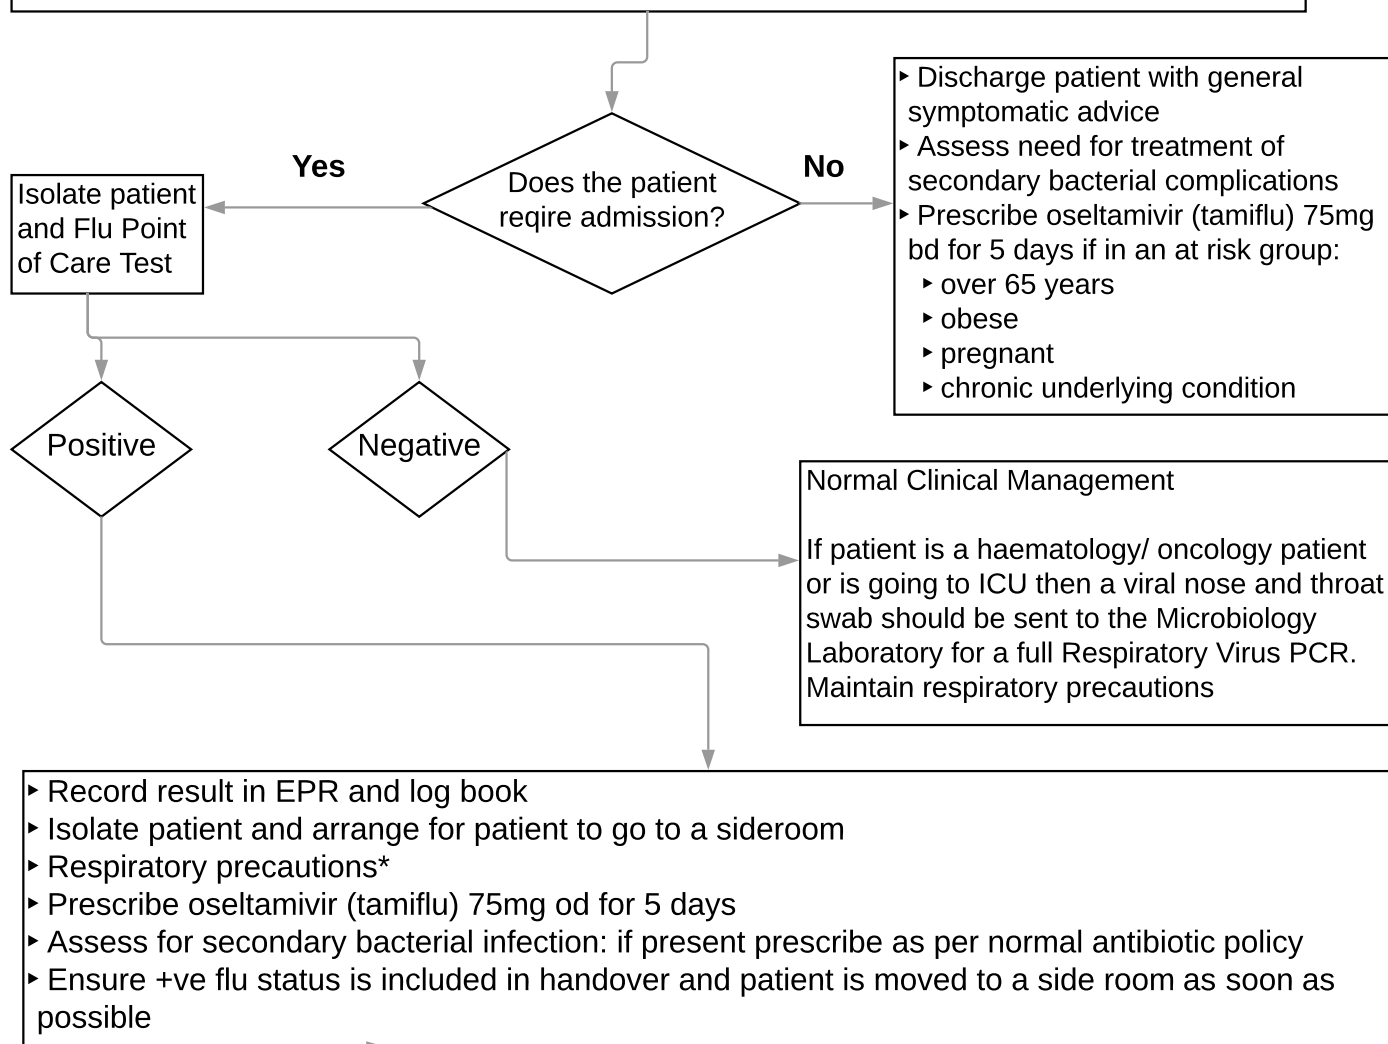 Does the patient
reqire admission?
Yes
No
‣ Discharge patient with general
symptomatic advice
‣ Assess need for treatment of
secondary bacterial complications
‣ Prescribe oseltamivir (tamiflu) 75mg
bd for 5 days if in an at risk group:
‣ over 65 years
‣ obese
‣ pregnant
‣ chronic underlying condition
Isolate patient
and Flu Point
of Care Test
Positive
Negative
Normal Clinical Management
If patient is a haematology/ oncology patient
or is going to ICU then a viral nose and throat
swab should be sent to the Microbiology
Laboratory for a full Respiratory Virus PCR.
Maintain respiratory precautions
‣ Record result in EPR and log book
‣ Isolate patient and arrange for patient to go to a sideroom
‣ Respiratory precautions*
‣ Prescribe oseltamivir (tamiflu) 75mg od for 5 days
‣ Assess for secondary bacterial infection: if present prescribe as per normal antibiotic policy
‣ Ensure +ve flu status is included in handover and patient is moved to a side room as soon as
possible